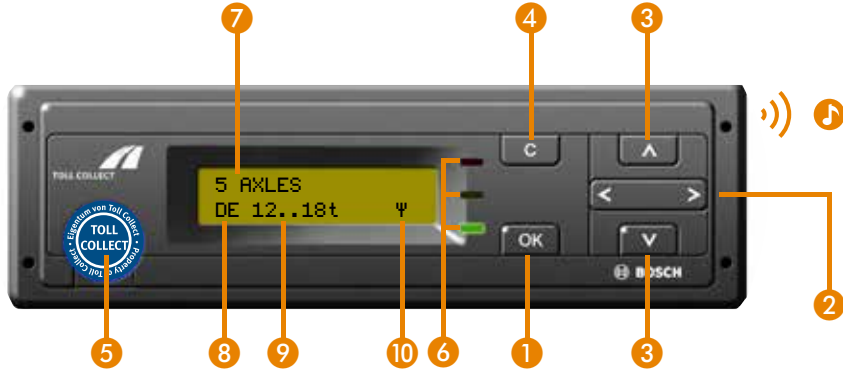 7
4
3
C
∧
TOLL COLLECT
5 AXLES
DE 12..18t Ψ
< >
Eigentum von Toll Collect
TOLL
COLLECT
Property of Toll Collect
OK
∨
BOSCH
5
8
9
10
6
1
3
2